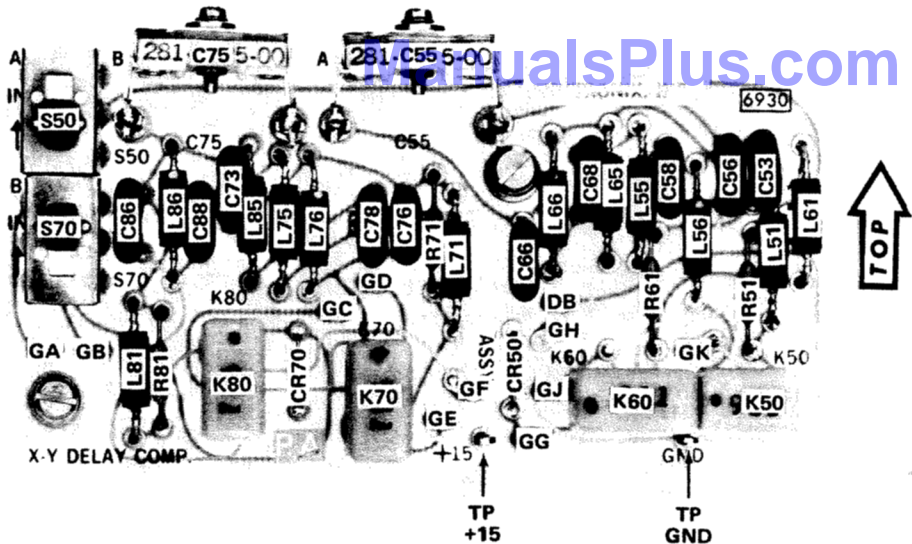 ManualsPlus.com
281-C75 5-00
281-C55 5-00
A
B
A
IN
S50
S50
C75
C55
6930
B
IN
S70
S70
C86
L86
C88
C73
L85
L75
L76
C78
C76
R71
L71
C66
L66
C68
L65
L55
C58
L56
C56
C53
L51
L61
R61
R51
TOP
K80
GC
GD
70
DB
GH
GA
GB
L81
R81
K80
CR70
K70
ASSY
CR50
GF
GJ
GE
GG
K60
K60
GK
K50
K50
X-Y DELAY COMP.
+15
GND
TP
+15
TP
GND